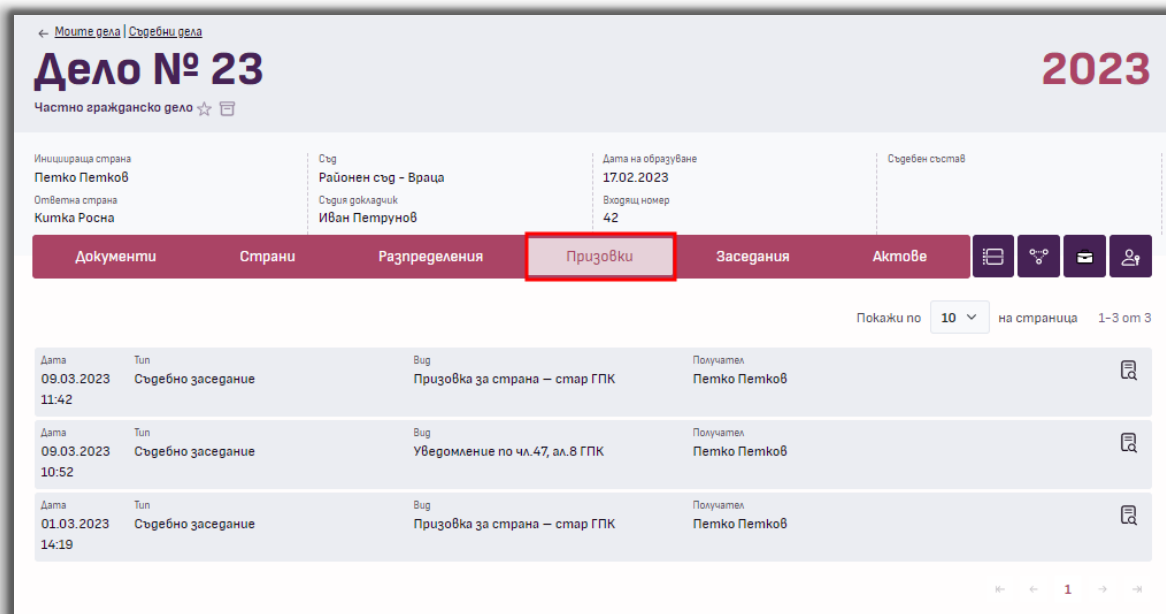 ← Моите дела | Съдебни дела
Дело № 23
2023
Частно гражданско дело
Инициираща страна
Петко Петков
Ответна страна
Китка Росна
Съд
Районен съд - Враца
Съдия докладчик
Иван Петрунов
Дата на образуване
17.02.2023
Входящ номер
42
Съдебен състав
Документи Страни Разпределения Призовки Заседания Актове
Покажи по 10 на страница 1-3 от 3
Дата Тип Вид Получател
09.03.2023 Съдебно заседание Призовка за страна – стар ГПК Петко Петков
11:42
Дата Тип Вид Получател
09.03.2023 Съдебно заседание Уведомление по чл.47, ал.8 ГПК Петко Петков
10:52
Дата Тип Вид Получател
01.03.2023 Съдебно заседание Призовка за страна – стар ГПК Петко Петков
14:19
1